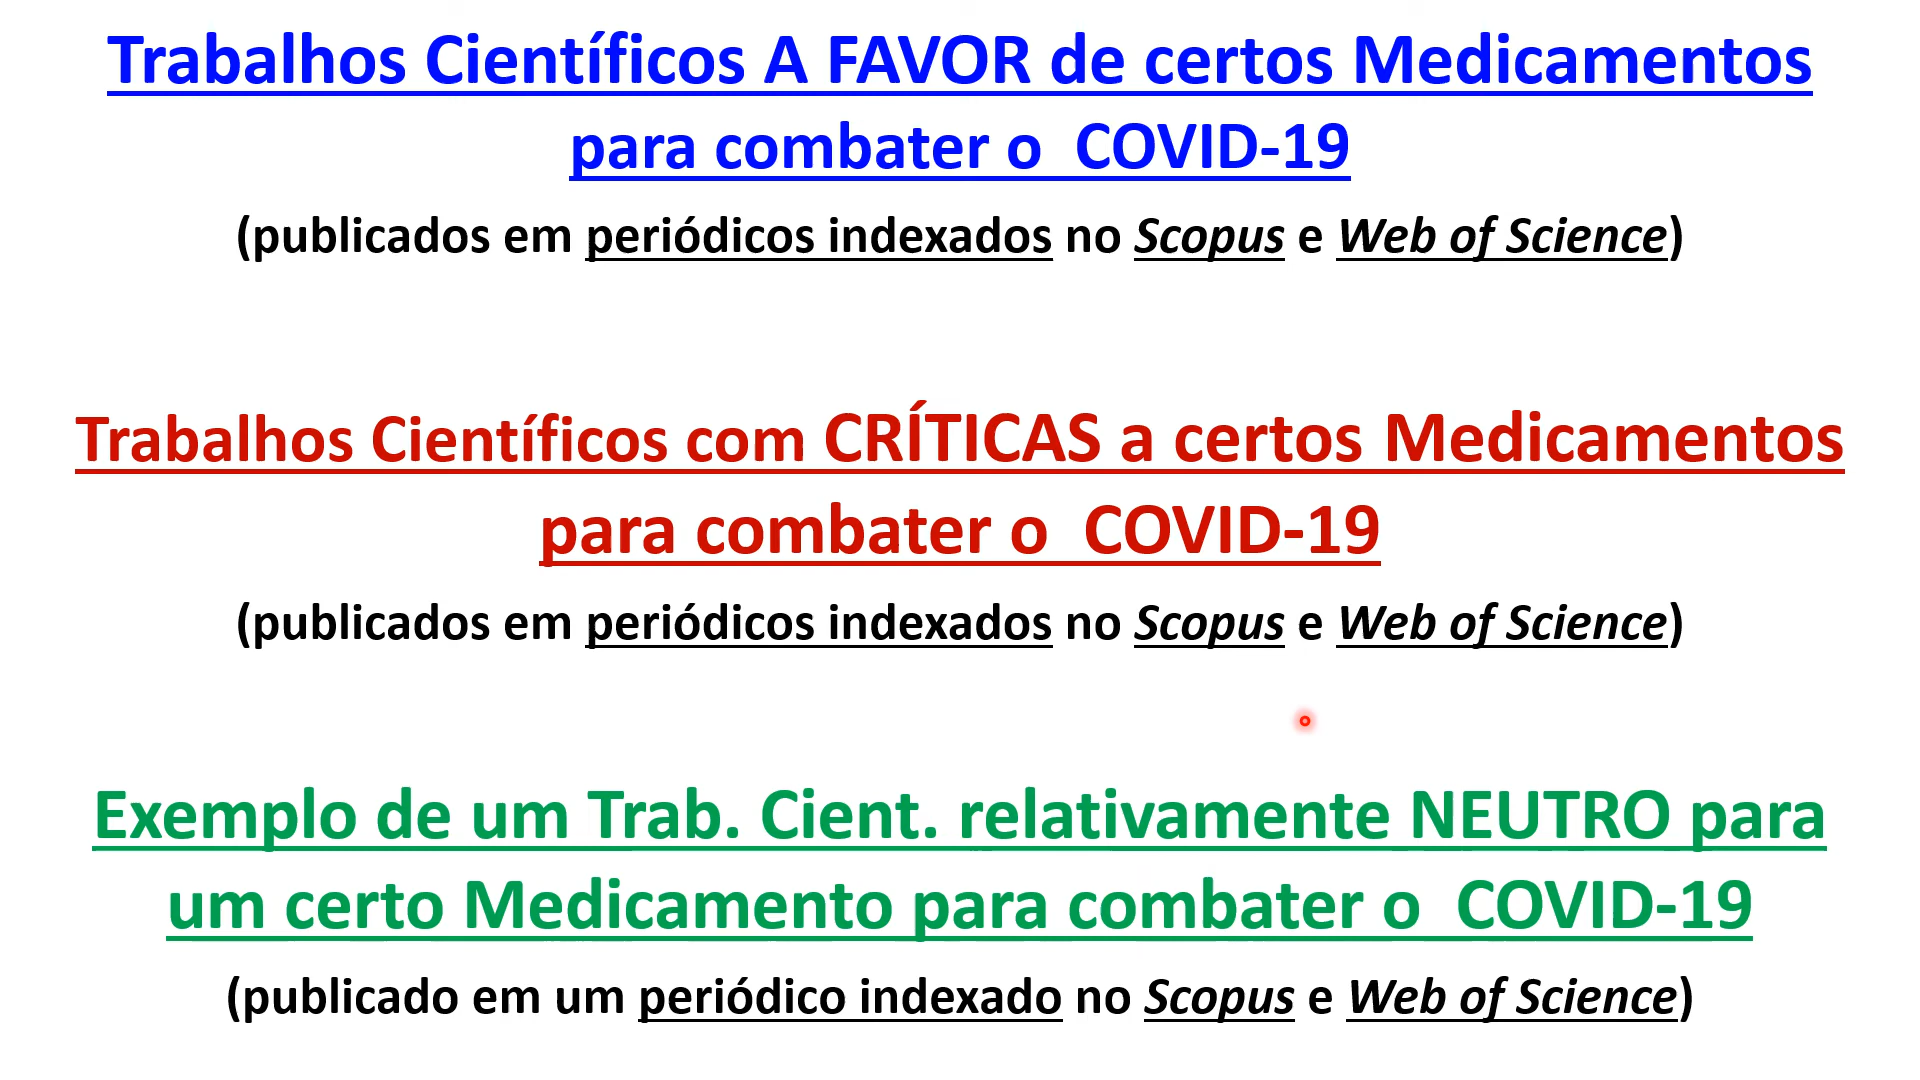 Trabalhos Científicos A FAVOR de certos Medicamentos
para combater o COVID-19
(publicados em periódicos indexados no Scopus e Web of Science)
Trabalhos Científicos com CRÍTICAS a certos Medicamentos
para combater o COVID-19
(publicados em periódicos indexados no Scopus e Web of Science)
Exemplo de um Trab. Cient. relativamente NEUTRO para
um certo Medicamento para combater o COVID-19
(publicado em um periódico indexado no Scopus e Web of Science)